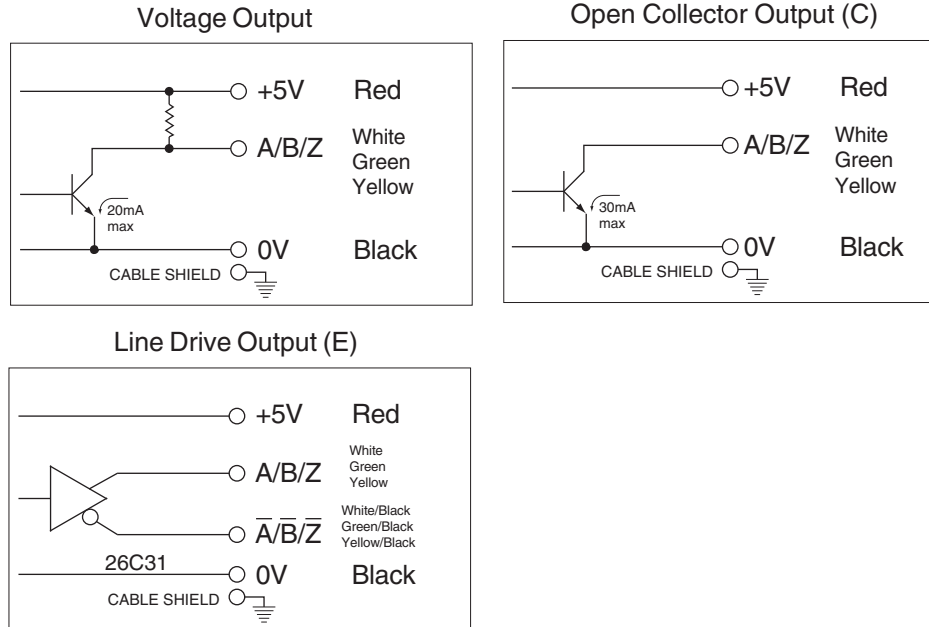 Voltage Output
+5V Red
A/B/Z White
Green
Yellow
20mA
max
0V Black
CABLE SHIELD
Open Collector Output (C)
+5V Red
A/B/Z White
Green
Yellow
30mA
max
0V Black
CABLE SHIELD
Line Drive Output (E)
+5V Red
A/B/Z White
Green
Yellow
A̅/B̅/Z̅ White/Black
Green/Black
Yellow/Black
26C31
0V Black
CABLE SHIELD